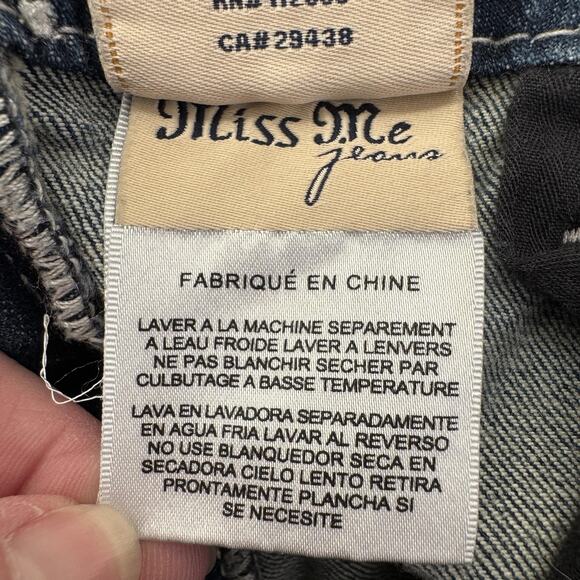 CA# 29438
Miss Me
jeans
FABRIQUÉ EN CHINE
LAVER A LA MACHINE SEPAREMENT
A LEAU FROIDE LAVER A LENVERS
NE PAS BLANCHIR SECHER PAR
CULBUTAGE A BASSE TEMPERATURE
LAVA EN LAVADORA SEPARADAMENTE
EN AGUA FRIA LAVAR AL REVERSO
NO USE BLANQUEDOR SECA EN
SECADORA CIELO LENTO RETIRA
PRONTAMENTE PLANCHA SI
SE NECESITE